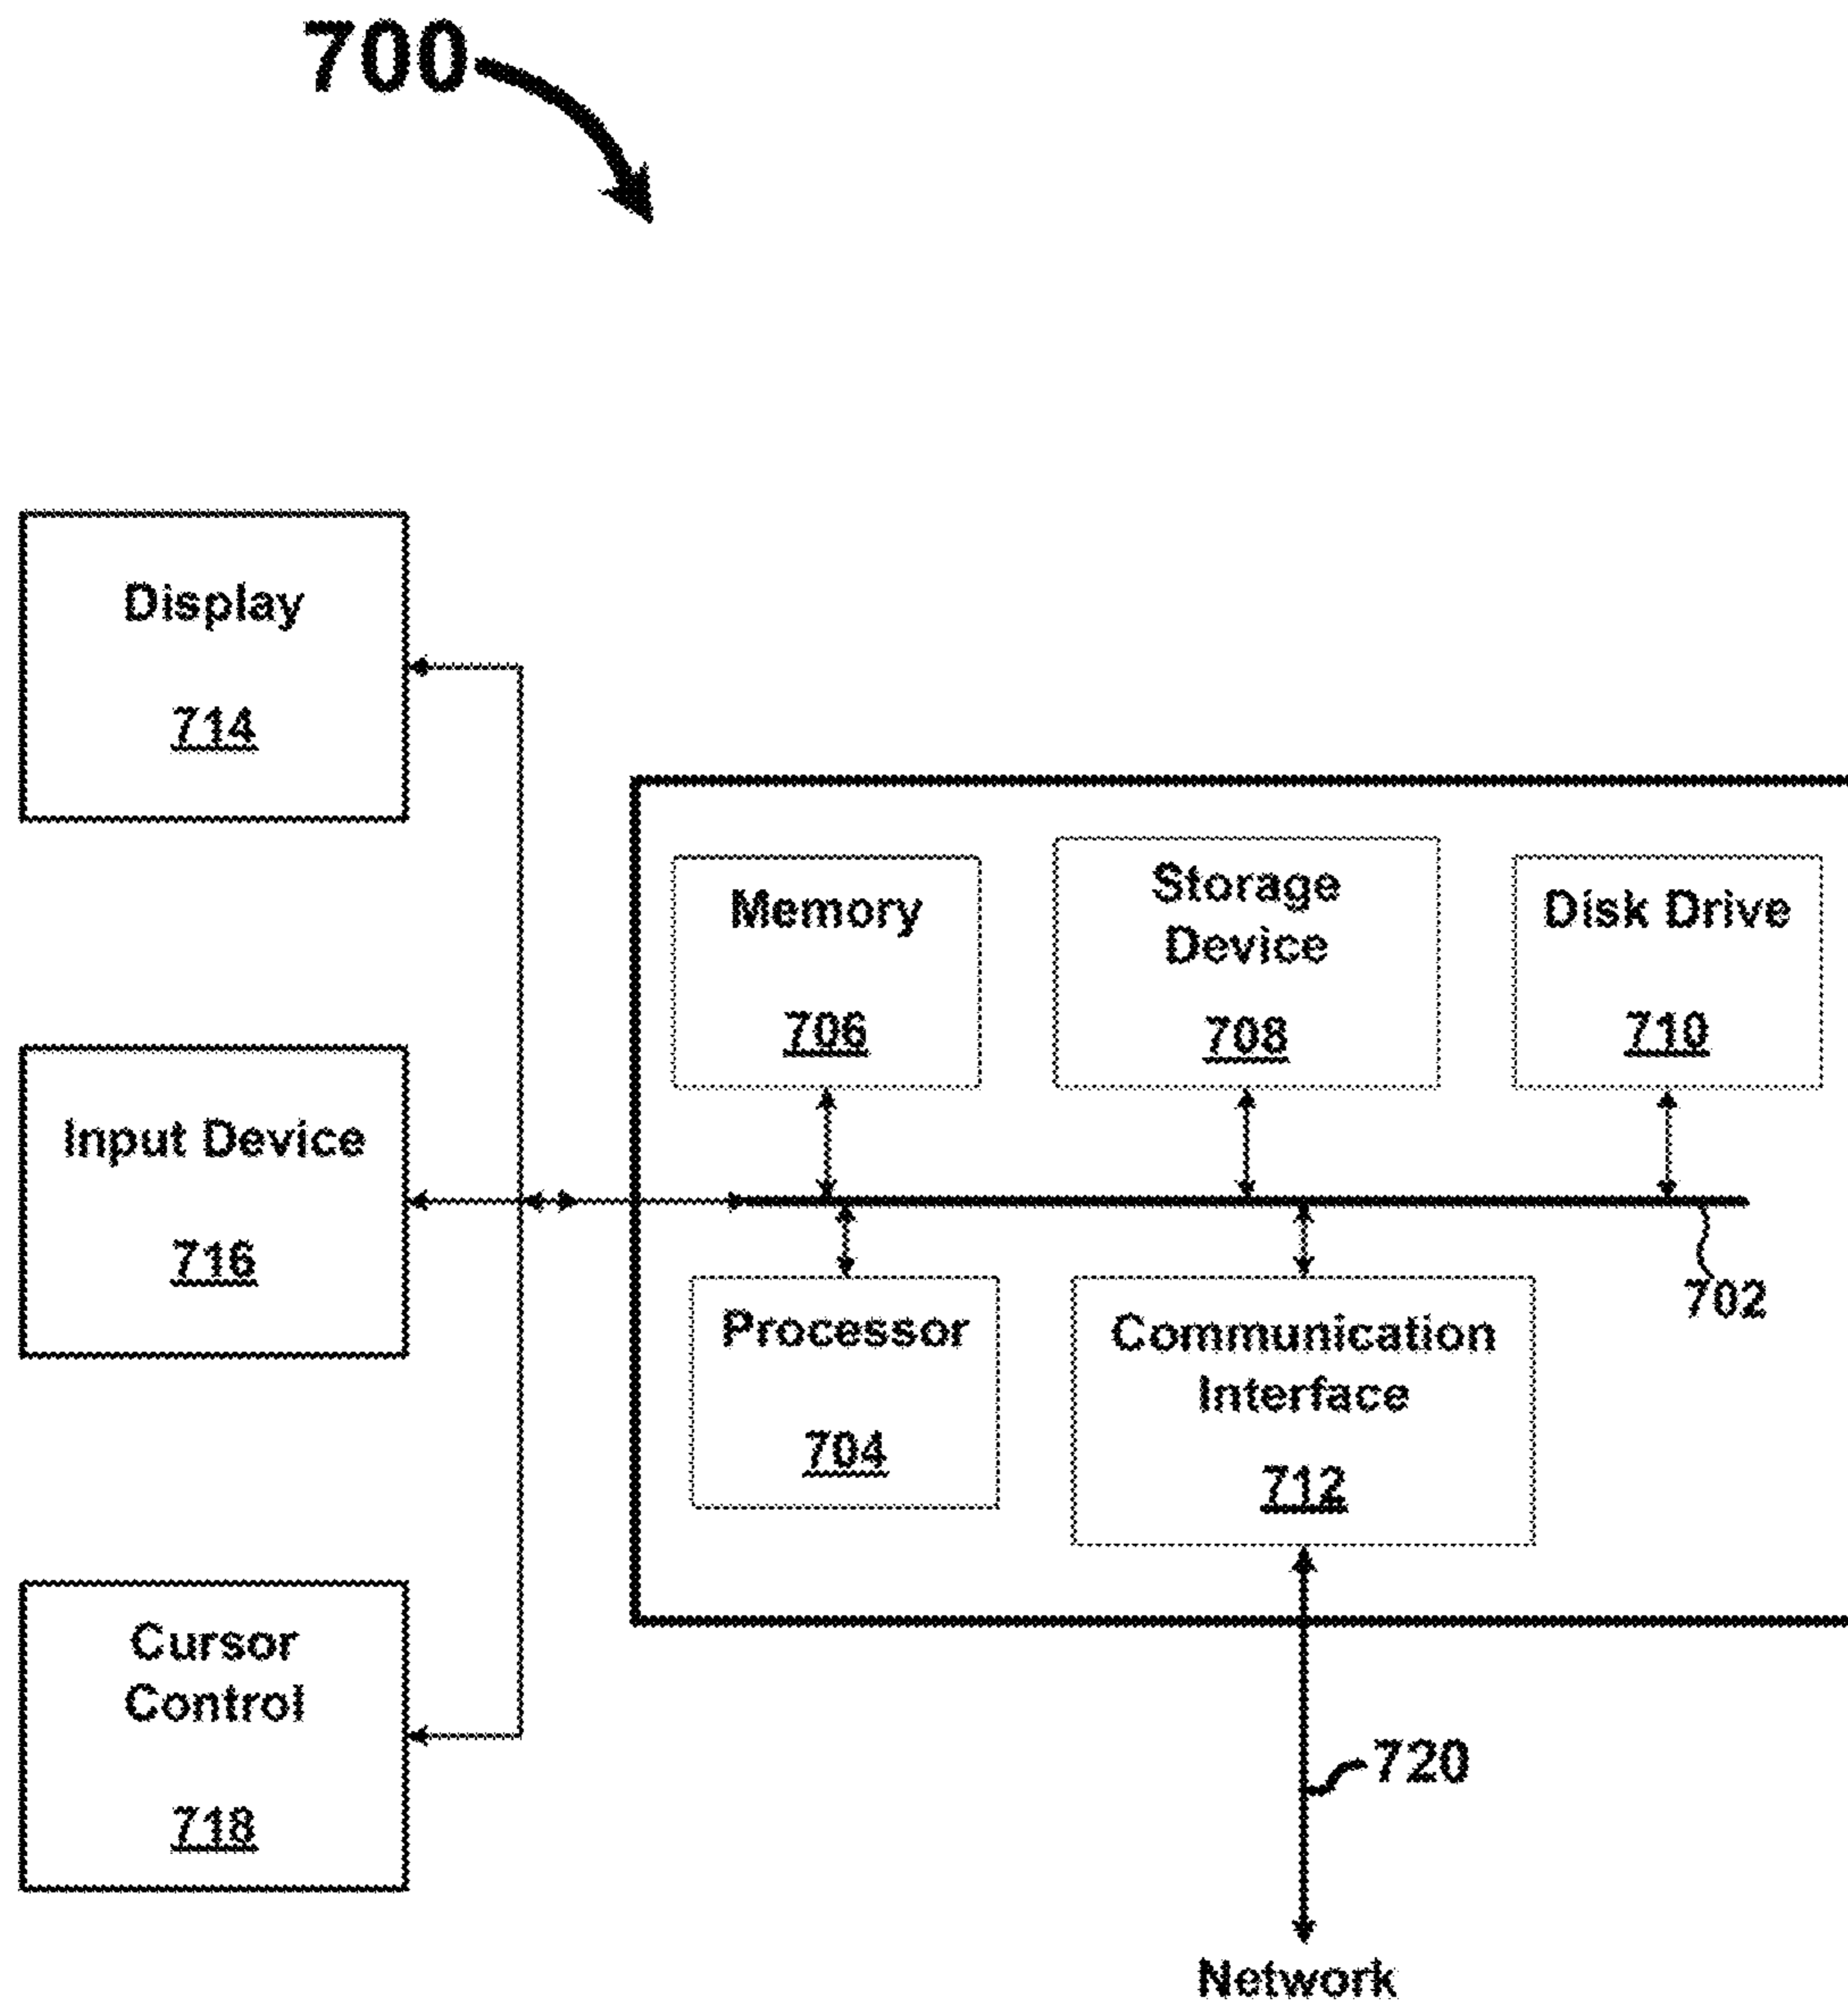 700
Display
714
Memory
706
Storage
Device
708
Disk Drive
710
Input Device
716
702
Processor
704
Communication
Interface
712
Cursor
Control
718
720
Network